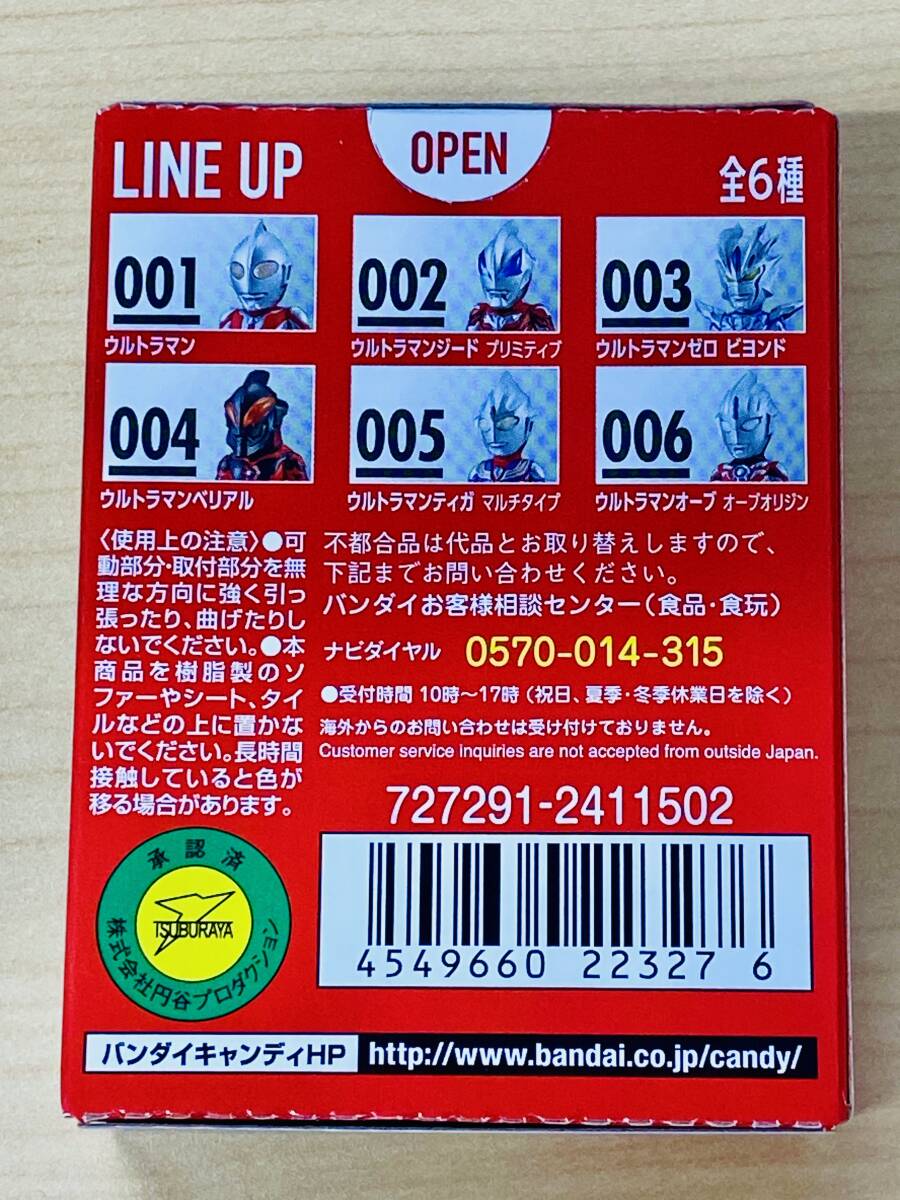 LINE UP
OPEN
全6種
001
ウルトラマン
002
ウルトラマンジード プリミティブ
003
ウルトラマンゼロ ビヨンド
004
ウルトラマンベリアル
005
ウルトラマンティガ マルチタイプ
006
ウルトラマンオーブ オーブオリジン
〈使用上の注意〉●可
動部分・取付部分を無
理な方向に強く引っ
張ったり、曲げたりし
ないでください。●本
商品を樹脂製のソ
ファーやシート、タイ
ルなどの上に置かな
いでください。長時間
接触していると色が
移る場合があります。
不都合品は代品とお取り替えしますので、
下記までお問い合わせください。
バンダイお客様相談センター(食品・食玩)
ナビダイヤル 0570-014-315
●受付時間 10時〜17時(祝日、夏季・冬季休業日を除く)
海外からのお問い合わせは受け付けておりません。
Customer service inquiries are not accepted from outside Japan.
727291-2411502
4549660 22327 6
承認済
TSUBURAYA
株式会社円谷プロダクション
バンダイキャンディHP http://www.bandai.co.jp/candy/